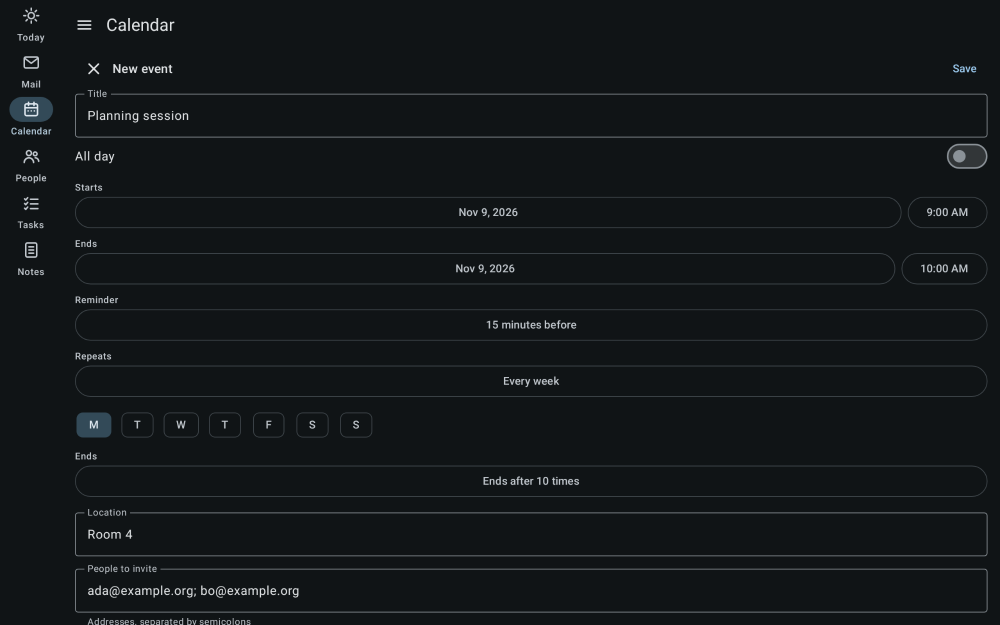 Today
Mail
Calendar
People
Tasks
Notes
Calendar
New event
Save
Title
Planning session
All day
Starts
Nov 9, 2026
9:00 AM
Ends
Nov 9, 2026
10:00 AM
Reminder
15 minutes before
Repeats
Every week
M T W T F S S
Ends
Ends after 10 times
Location
Room 4
People to invite
ada@example.org; bo@example.org
Addresses, separated by semicolons